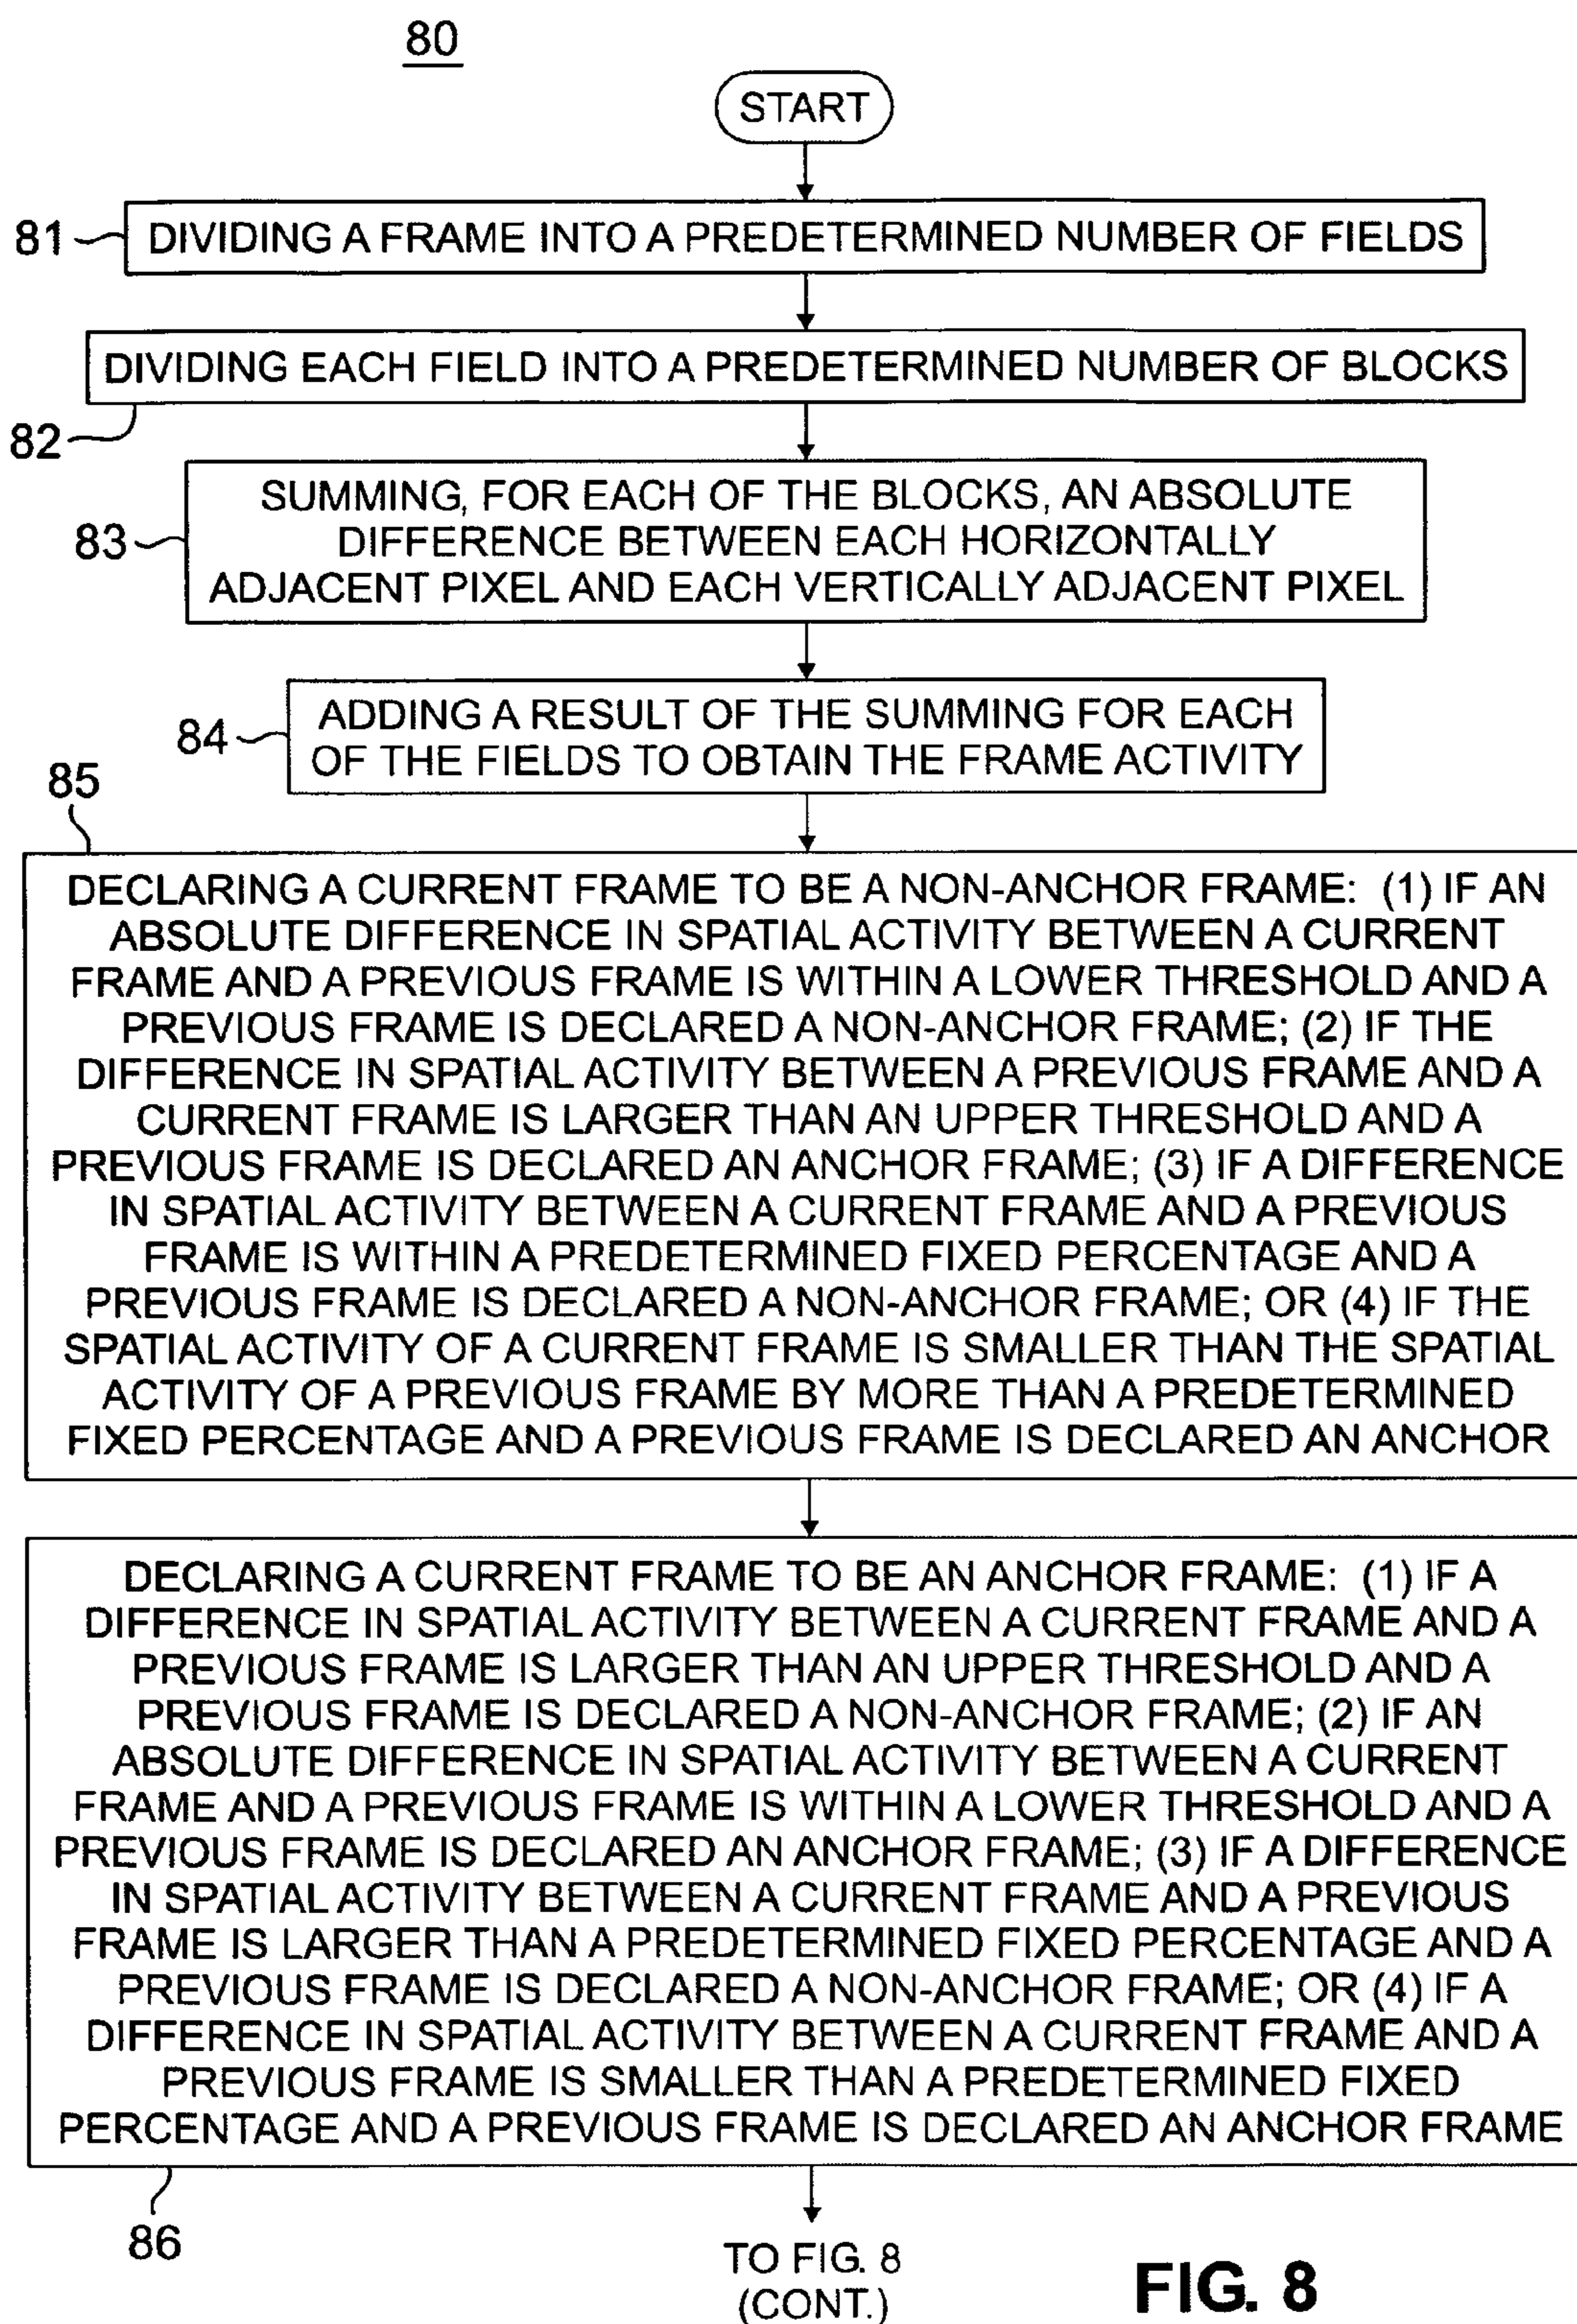 80
START
81
DIVIDING A FRAME INTO A PREDETERMINED NUMBER OF FIELDS
DIVIDING EACH FIELD INTO A PREDETERMINED NUMBER OF BLOCKS
82
SUMMING, FOR EACH OF THE BLOCKS, AN ABSOLUTE
DIFFERENCE BETWEEN EACH HORIZONTALLY
ADJACENT PIXEL AND EACH VERTICALLY ADJACENT PIXEL
83
ADDING A RESULT OF THE SUMMING FOR EACH
OF THE FIELDS TO OBTAIN THE FRAME ACTIVITY
84
85
DECLARING A CURRENT FRAME TO BE A NON-ANCHOR FRAME: (1) IF AN
ABSOLUTE DIFFERENCE IN SPATIAL ACTIVITY BETWEEN A CURRENT
FRAME AND A PREVIOUS FRAME IS WITHIN A LOWER THRESHOLD AND A
PREVIOUS FRAME IS DECLARED A NON-ANCHOR FRAME; (2) IF THE
DIFFERENCE IN SPATIAL ACTIVITY BETWEEN A PREVIOUS FRAME AND A
CURRENT FRAME IS LARGER THAN AN UPPER THRESHOLD AND A
PREVIOUS FRAME IS DECLARED AN ANCHOR FRAME; (3) IF A DIFFERENCE
IN SPATIAL ACTIVITY BETWEEN A CURRENT FRAME AND A PREVIOUS
FRAME IS WITHIN A PREDETERMINED FIXED PERCENTAGE AND A
PREVIOUS FRAME IS DECLARED A NON-ANCHOR FRAME; OR (4) IF THE
SPATIAL ACTIVITY OF A CURRENT FRAME IS SMALLER THAN THE SPATIAL
ACTIVITY OF A PREVIOUS FRAME BY MORE THAN A PREDETERMINED
FIXED PERCENTAGE AND A PREVIOUS FRAME IS DECLARED AN ANCHOR
DECLARING A CURRENT FRAME TO BE AN ANCHOR FRAME: (1) IF A
DIFFERENCE IN SPATIAL ACTIVITY BETWEEN A CURRENT FRAME AND A
PREVIOUS FRAME IS LARGER THAN AN UPPER THRESHOLD AND A
PREVIOUS FRAME IS DECLARED A NON-ANCHOR FRAME; (2) IF AN
ABSOLUTE DIFFERENCE IN SPATIAL ACTIVITY BETWEEN A CURRENT
FRAME AND A PREVIOUS FRAME IS WITHIN A LOWER THRESHOLD AND A
PREVIOUS FRAME IS DECLARED AN ANCHOR FRAME; (3) IF A DIFFERENCE
IN SPATIAL ACTIVITY BETWEEN A CURRENT FRAME AND A PREVIOUS
FRAME IS LARGER THAN A PREDETERMINED FIXED PERCENTAGE AND A
PREVIOUS FRAME IS DECLARED A NON-ANCHOR FRAME; OR (4) IF A
DIFFERENCE IN SPATIAL ACTIVITY BETWEEN A CURRENT FRAME AND A
PREVIOUS FRAME IS SMALLER THAN A PREDETERMINED FIXED
PERCENTAGE AND A PREVIOUS FRAME IS DECLARED AN ANCHOR FRAME
86
TO FIG. 8
(CONT.)
FIG. 8